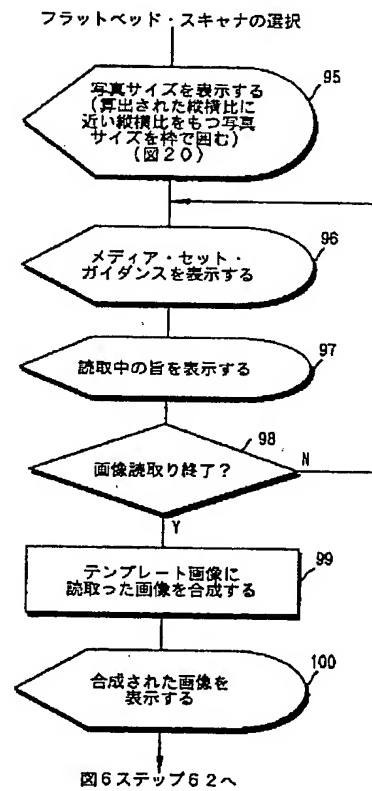 フラットベッド・スキャナの選択
95
写真サイズを表示する
(算出された縦横比に
近い縦横比をもつ写真
サイズを枠で囲む)
(図20)
96
メディア・セット・
ガイダンスを表示する
97
読取中の旨を表示する
98
画像読取り終了?
N
Y
99
テンプレート画像に
読取った画像を合成する
100
合成された画像を
表示する
図6ステップ62へ